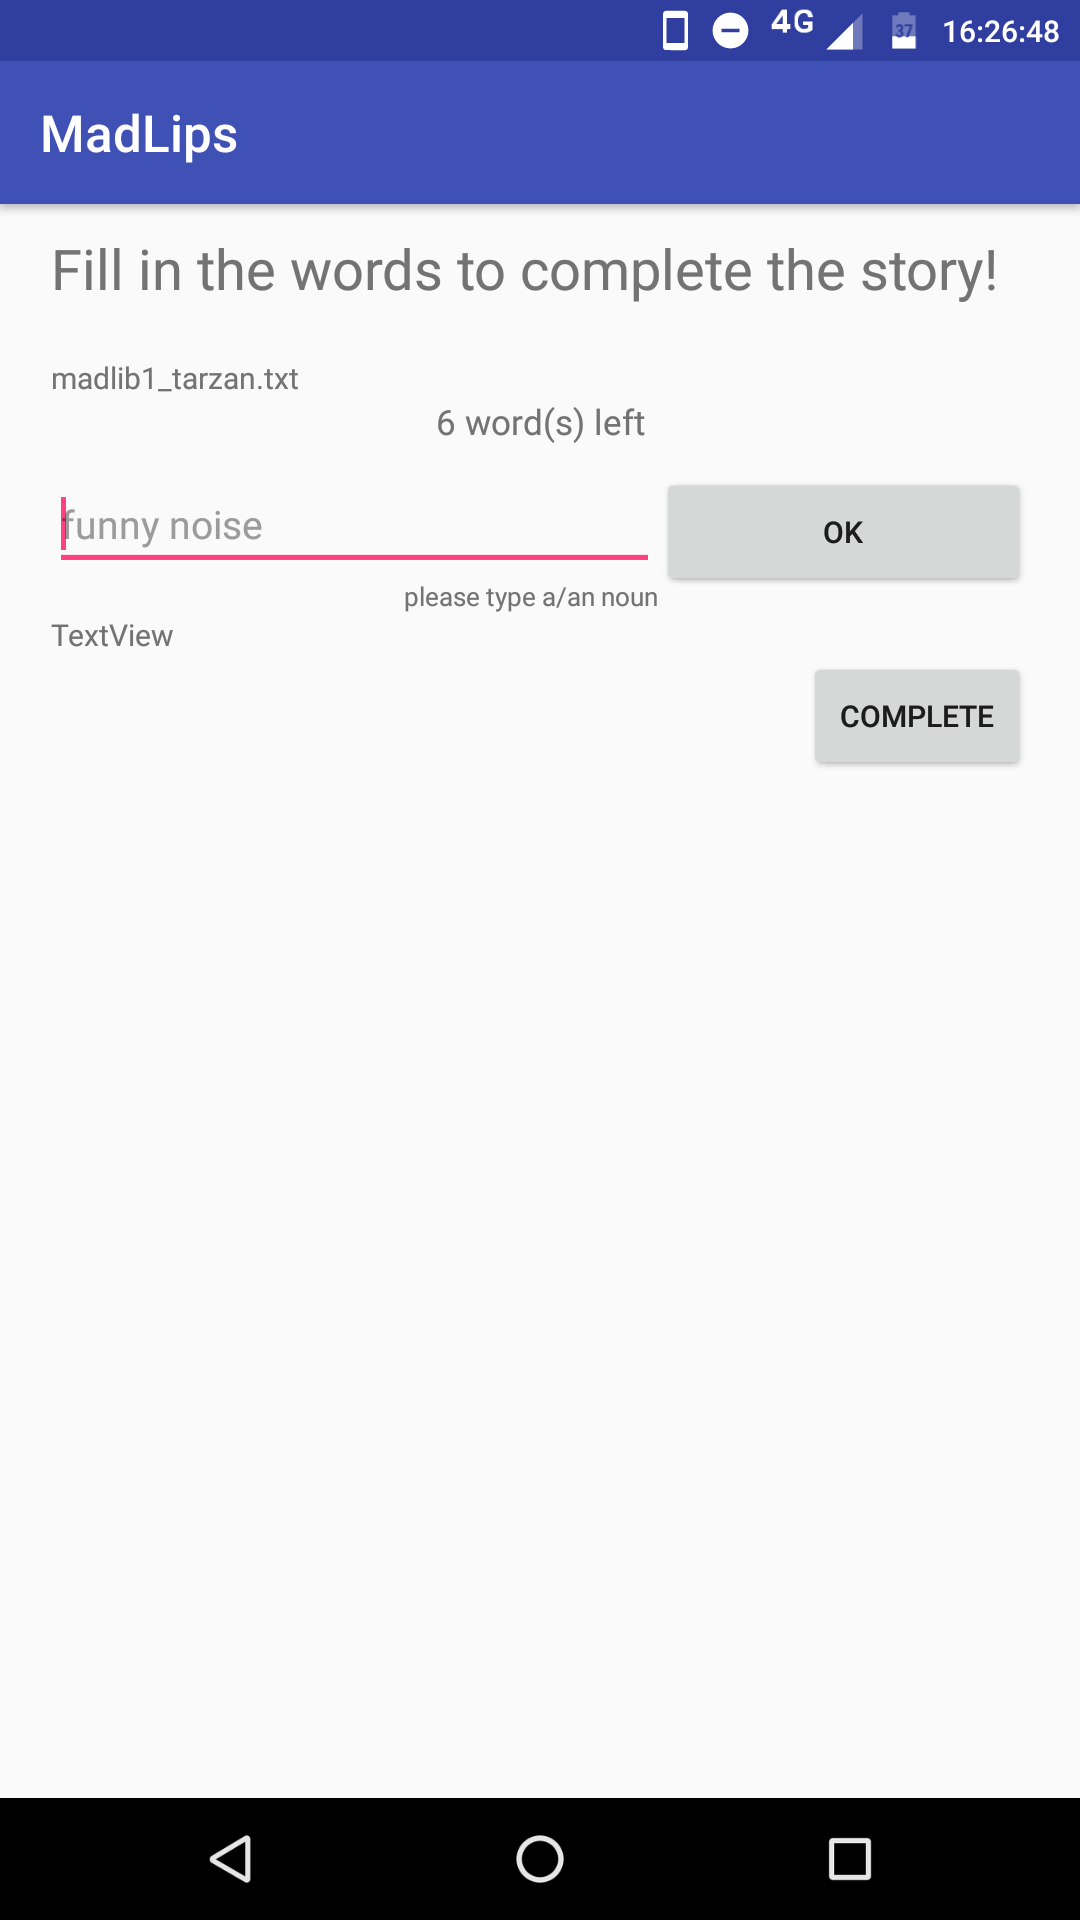 4G 37 16:26:48
MadLips
Fill in the words to complete the story!
madlib1_tarzan.txt
6 word(s) left
funny noise
OK
please type a/an noun
TextView
COMPLETE